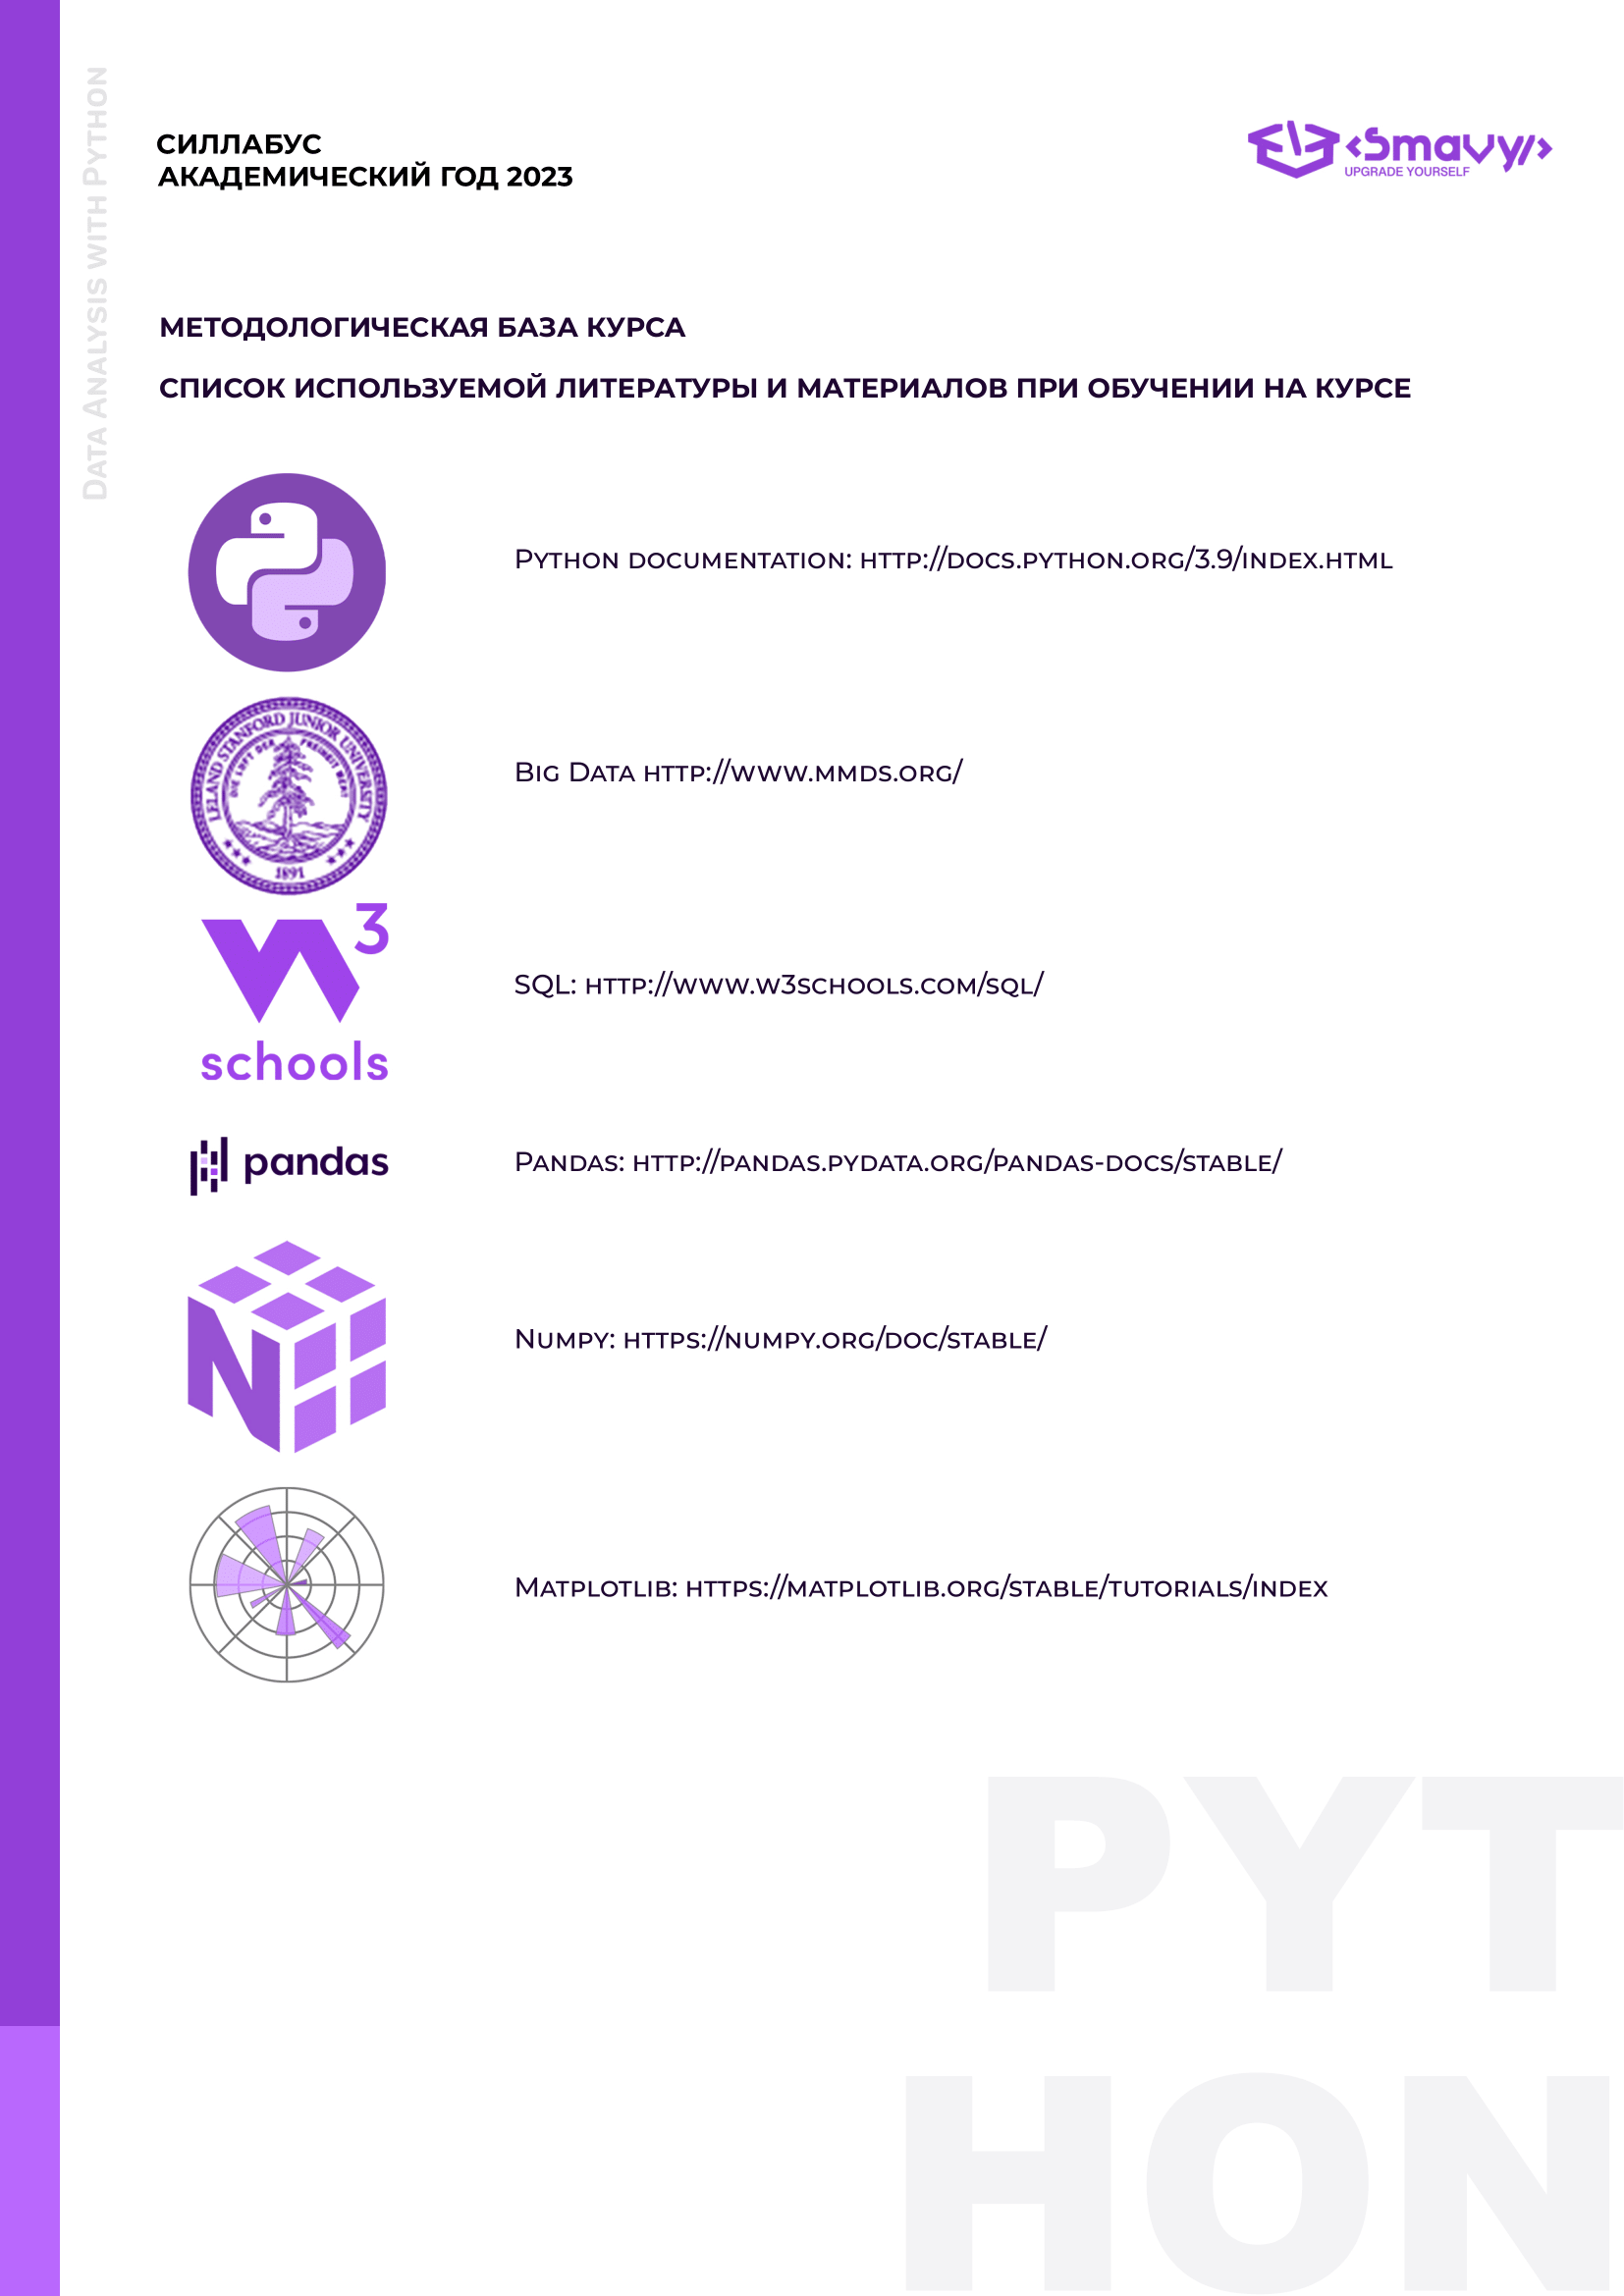 Data Analysis with Python
СИЛЛАБУС
АКАДЕМИЧЕСКИЙ ГОД 2023
<Smavy/>
UPGRADE YOURSELF
МЕТОДОЛОГИЧЕСКАЯ БАЗА КУРСА
СПИСОК ИСПОЛЬЗУЕМОЙ ЛИТЕРАТУРЫ И МАТЕРИАЛОВ ПРИ ОБУЧЕНИИ НА КУРСЕ
Python documentation: http://docs.python.org/3.9/index.html
LELAND STANFORD JUNIOR UNIVERSITY
DIE LUFT DER FREIHEIT WEHT
1891
Big Data http://www.mmds.org/
W3
schools
SQL: http://www.w3schools.com/sql/
pandas
Pandas: http://pandas.pydata.org/pandas-docs/stable/
N
Numpy: https://numpy.org/doc/stable/
Matplotlib: https://matplotlib.org/stable/tutorials/index
PYT
HON